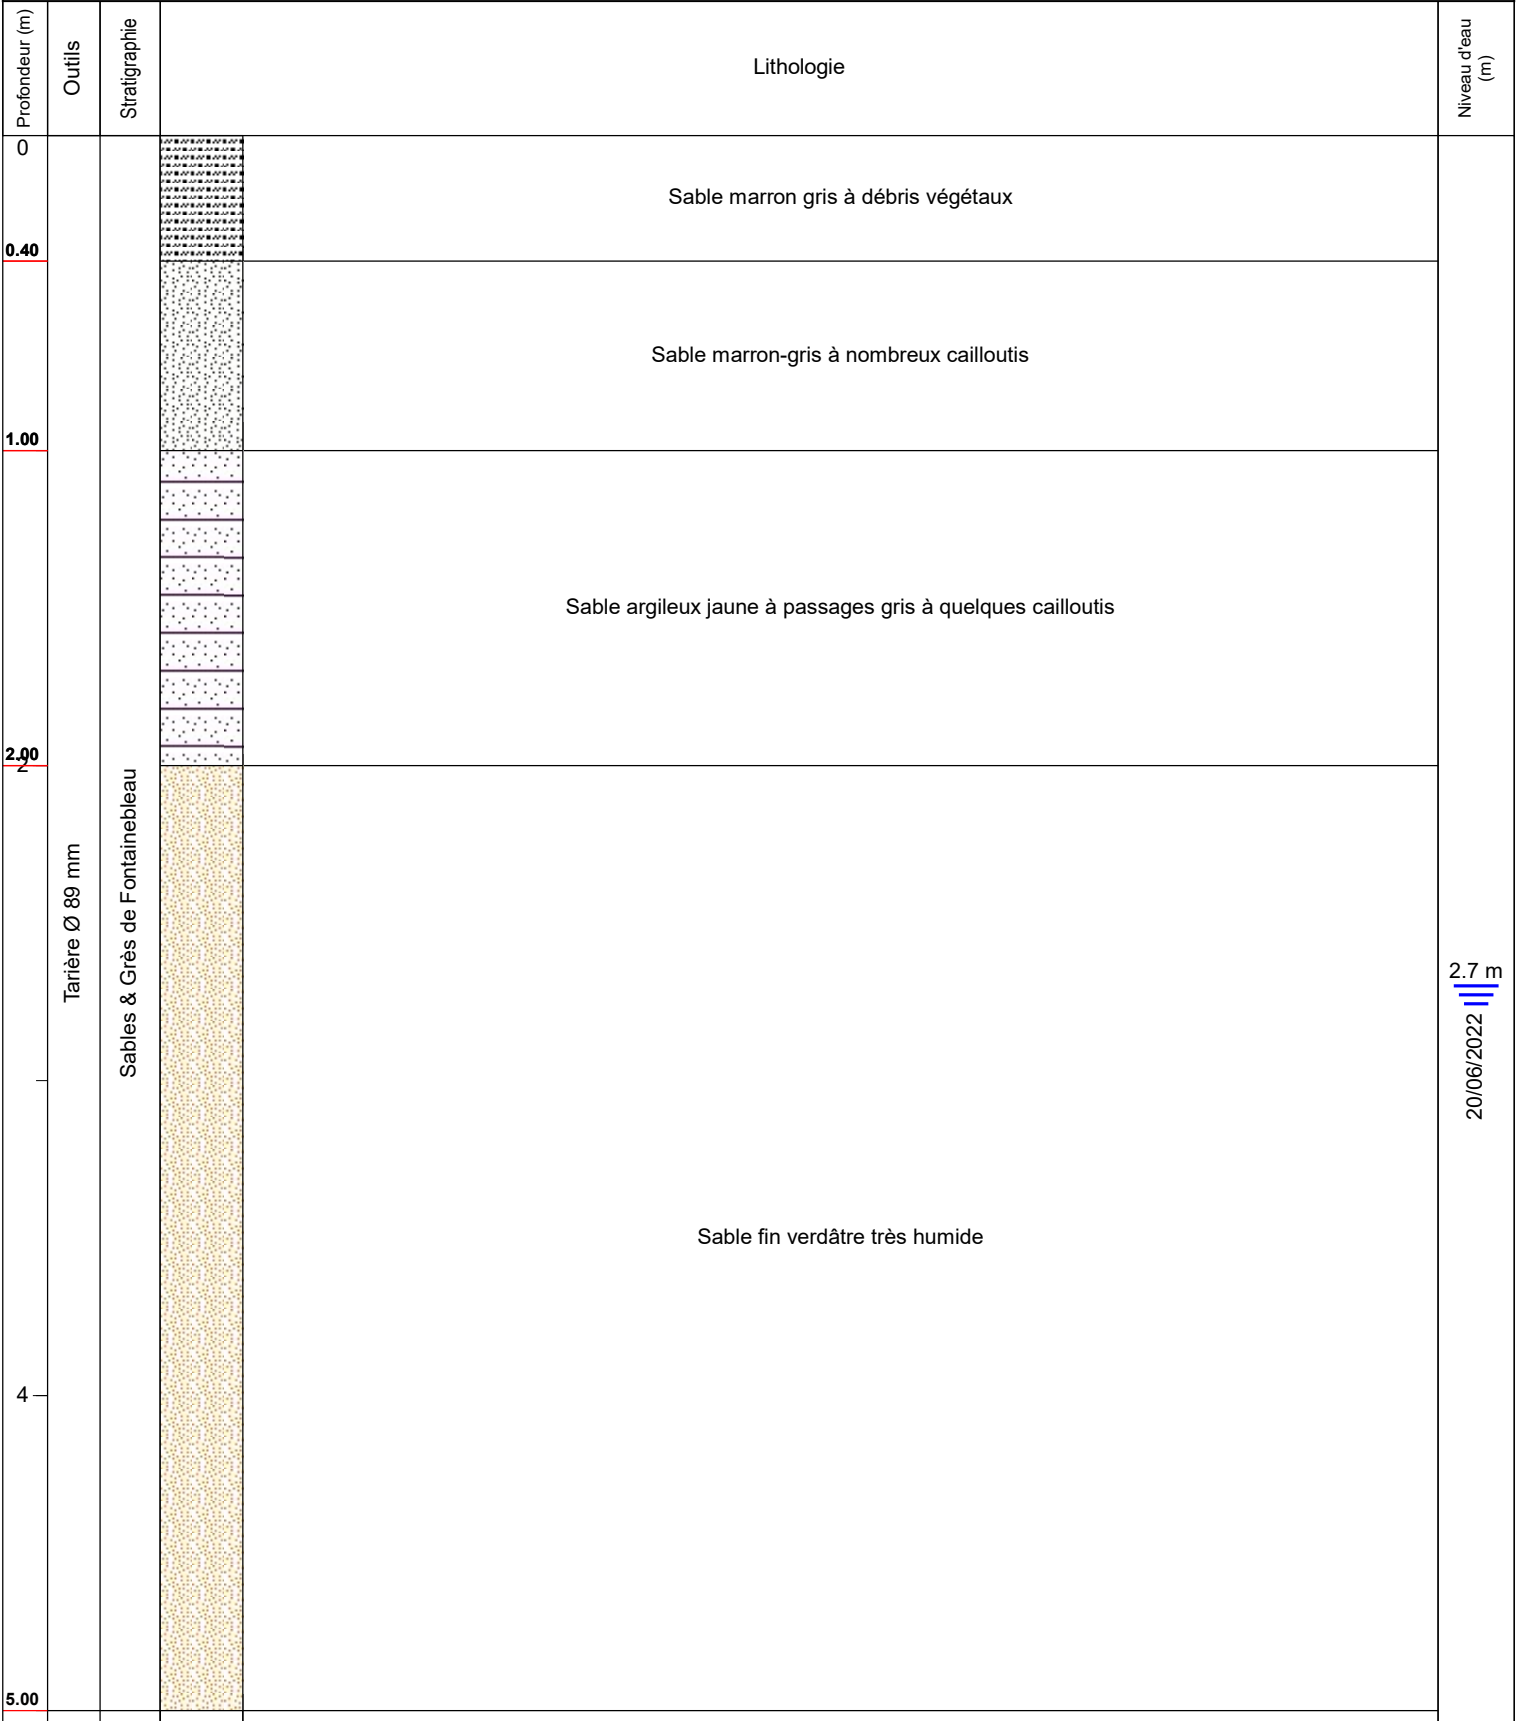 Profondeur (m)
Outils
Stratigraphie
Lithologie
Niveau d'eau
(m)
0
Sable marron gris à débris végétaux
0.40
Sable marron-gris à nombreux cailloutis
1.00
Sable argileux jaune à passages gris à quelques cailloutis
2.00
2
Tarière Ø 89 mm
Sables & Grès de Fontainebleau
2.7 m
20/06/2022
Sable fin verdâtre très humide
4
5.00